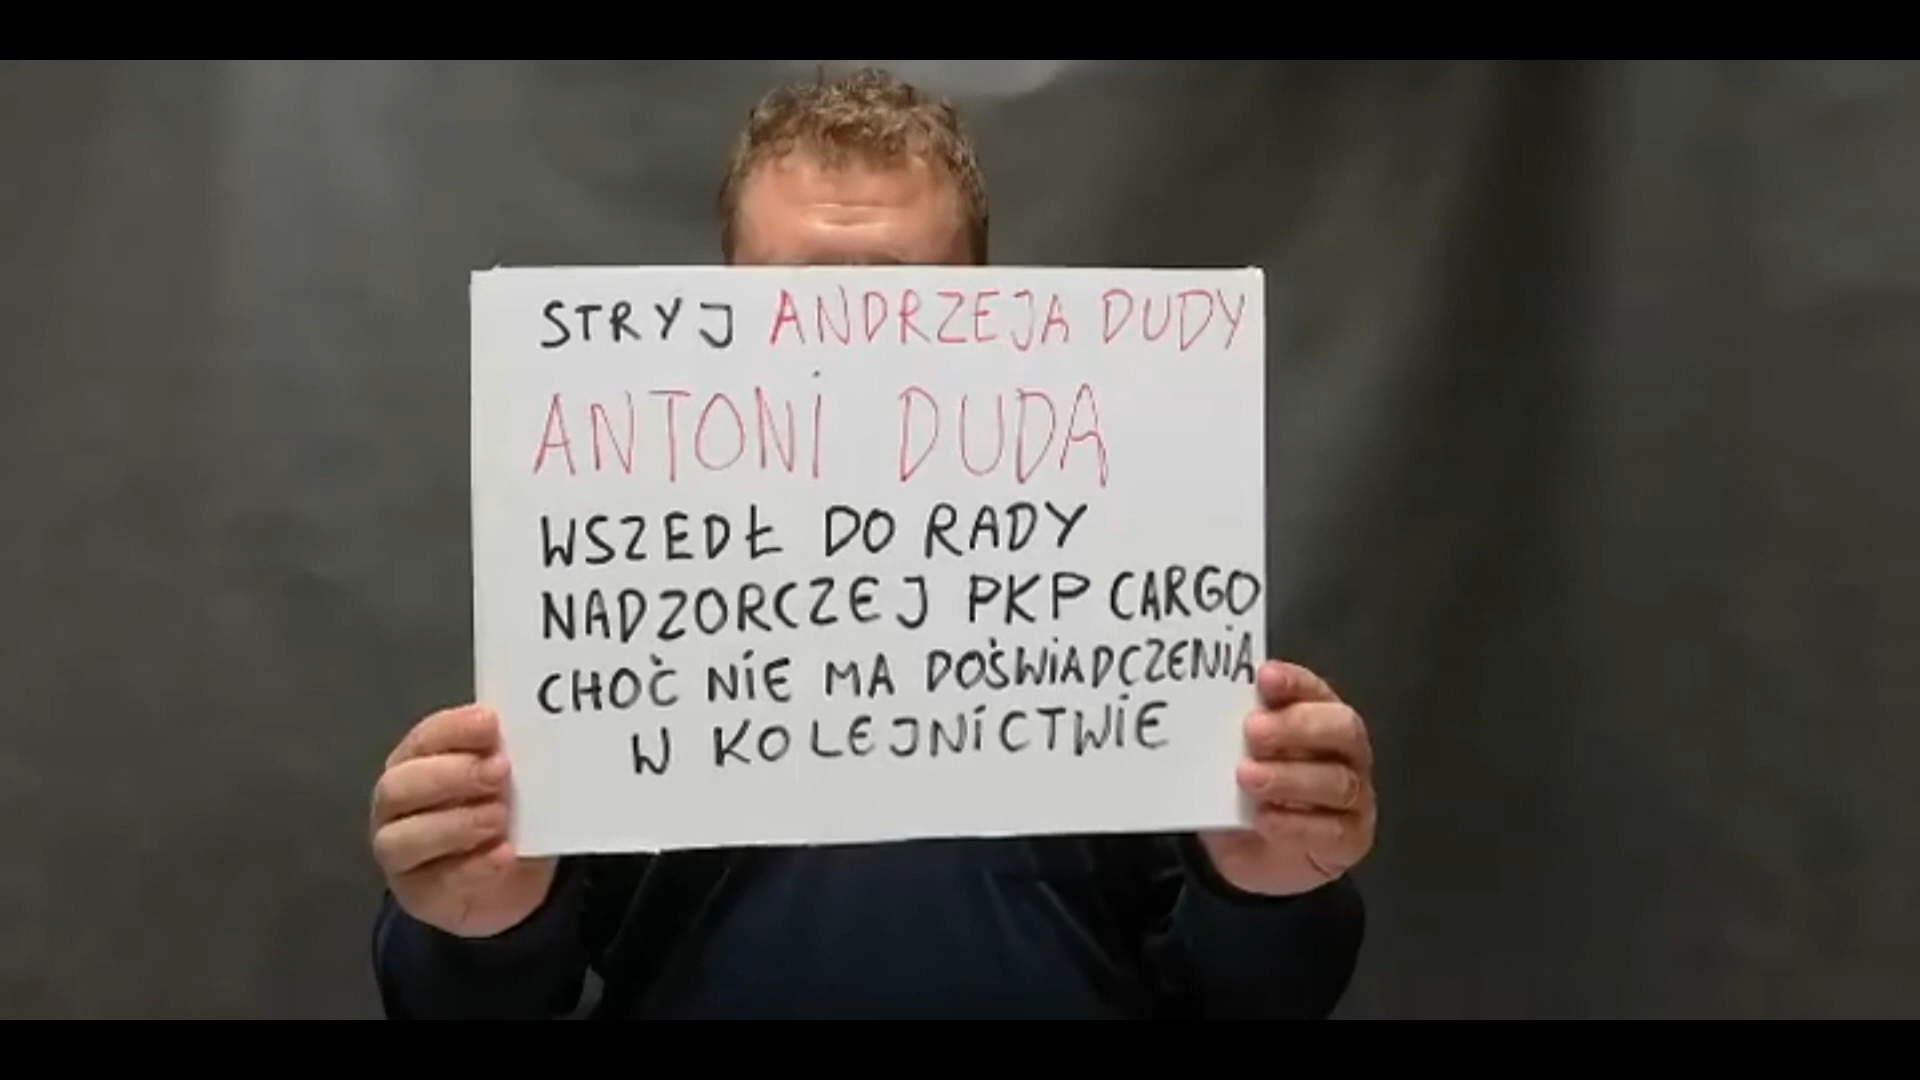 STRYJ ANDRZEJA DUDY
ANTONI DUDA
WSZEDŁ DO RADY
NADZORCZEJ PKP CARGO
CHOĆ NIE MA DOŚWIADCZENIA
W KOLEJNICTWIE